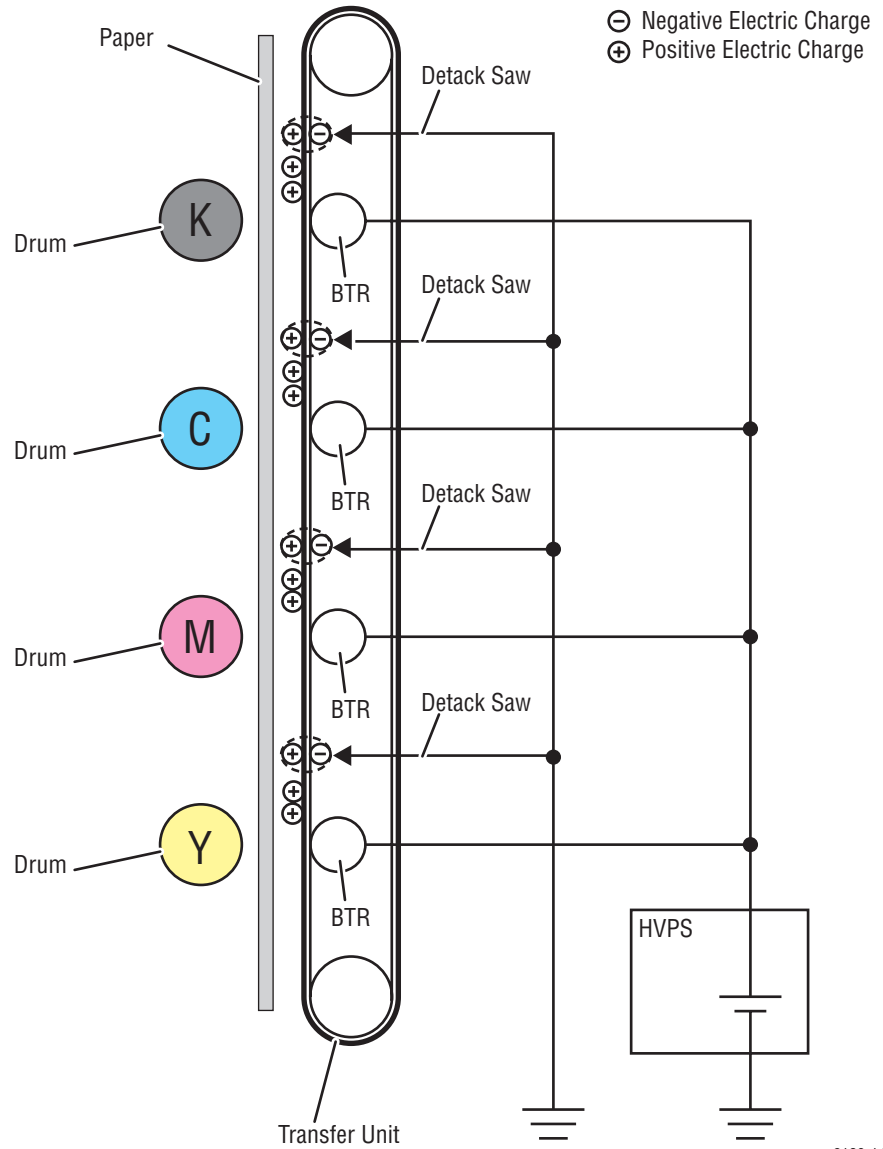 Negative Electric Charge
Positive Electric Charge
Paper
Detack Saw
K
Drum
BTR
Detack Saw
C
Drum
BTR
Detack Saw
M
Drum
BTR
Detack Saw
Y
Drum
BTR
HVPS
Transfer Unit